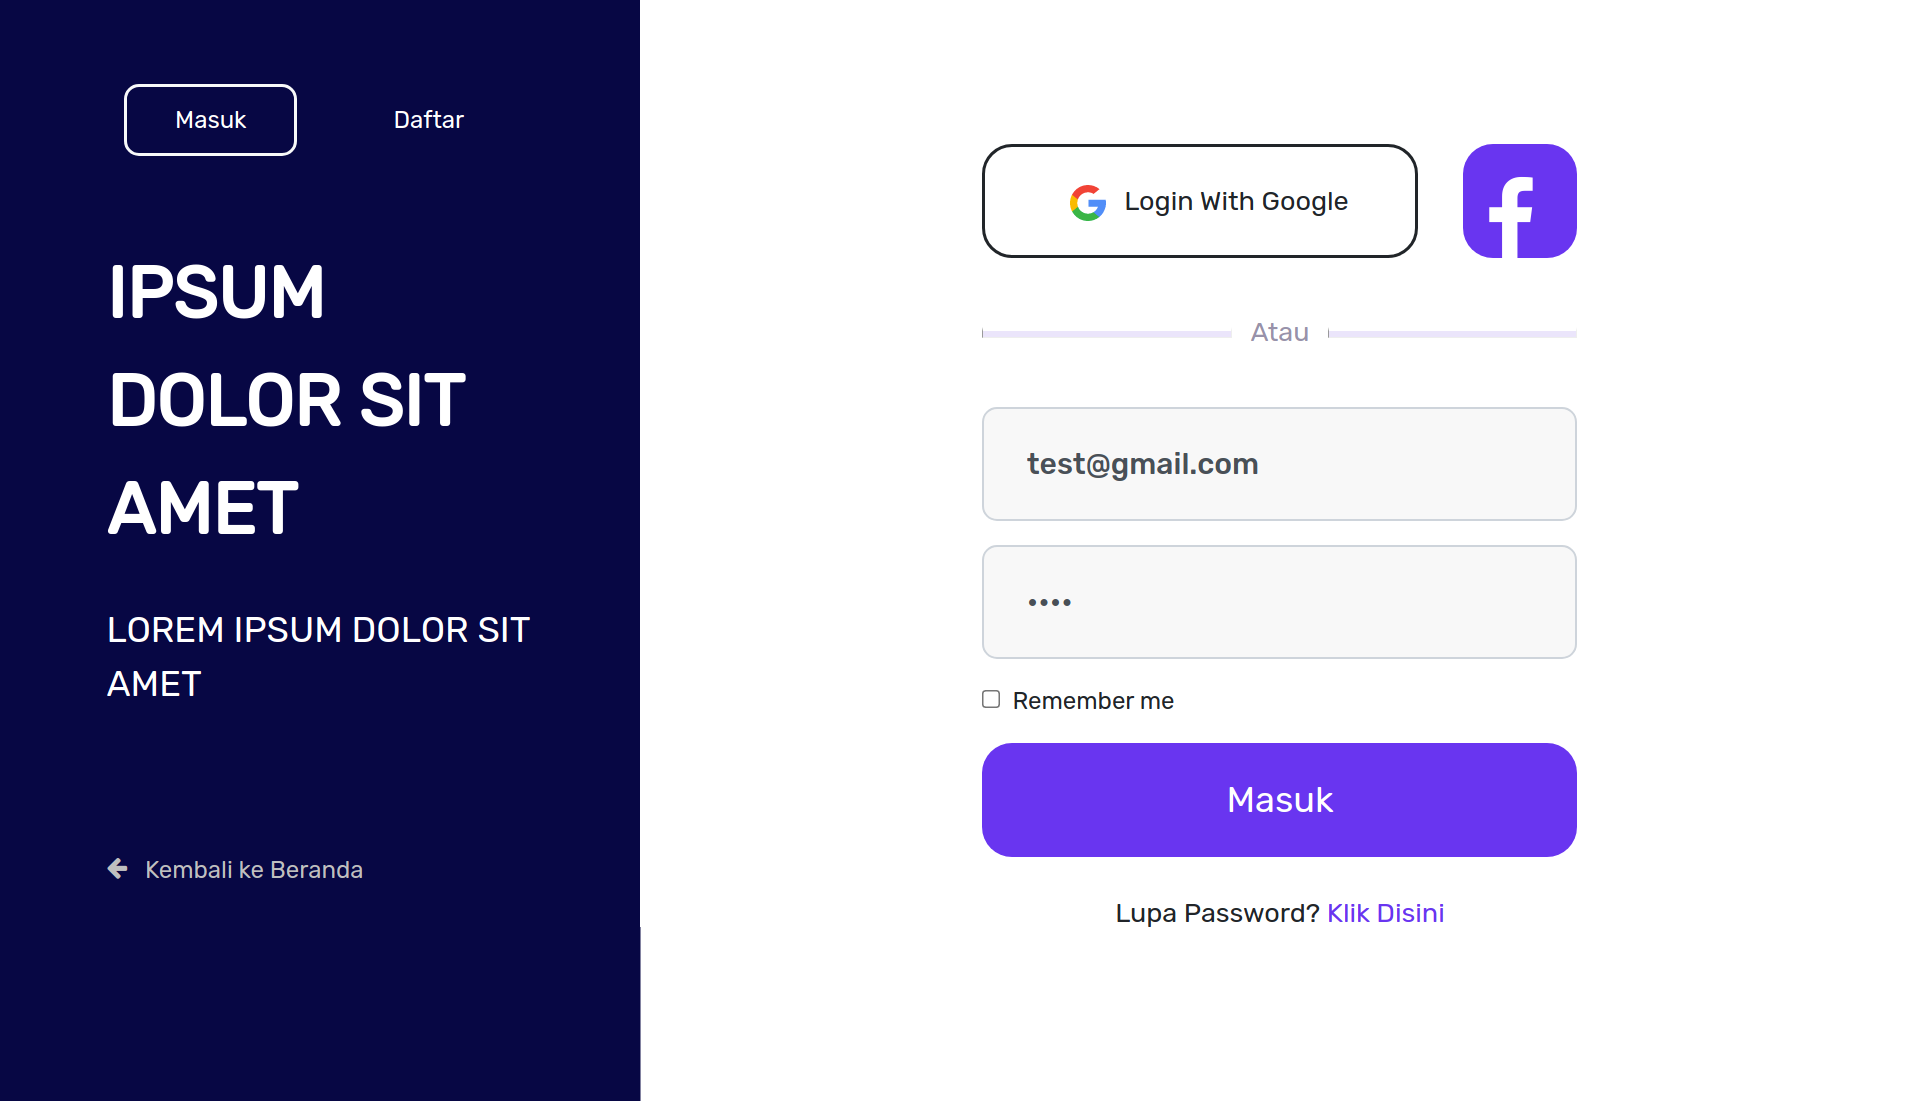 Masuk
Daftar
IPSUM
DOLOR SIT
AMET
LOREM IPSUM DOLOR SIT
AMET
Kembali ke Beranda
Login With Google
Atau
test@gmail.com
••••
Remember me
Masuk
Lupa Password? Klik Disini